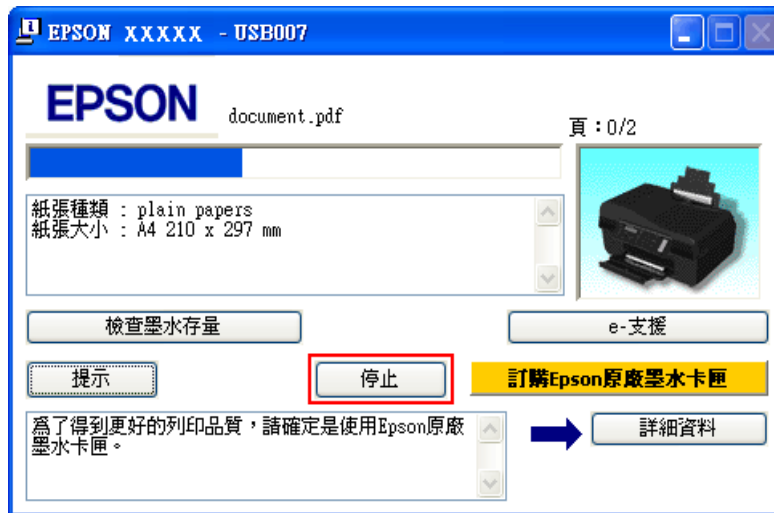 EPSON XXXXX - USB007
EPSON
document.pdf
頁：0/2
紙張種類 : plain papers
紙張大小 : A4 210 x 297 mm
檢查墨水存量
e-支援
提示
停止
訂購Epson原廠墨水卡匣
為了得到更好的列印品質，請確定是使用Epson原廠
墨水卡匣。
詳細資料